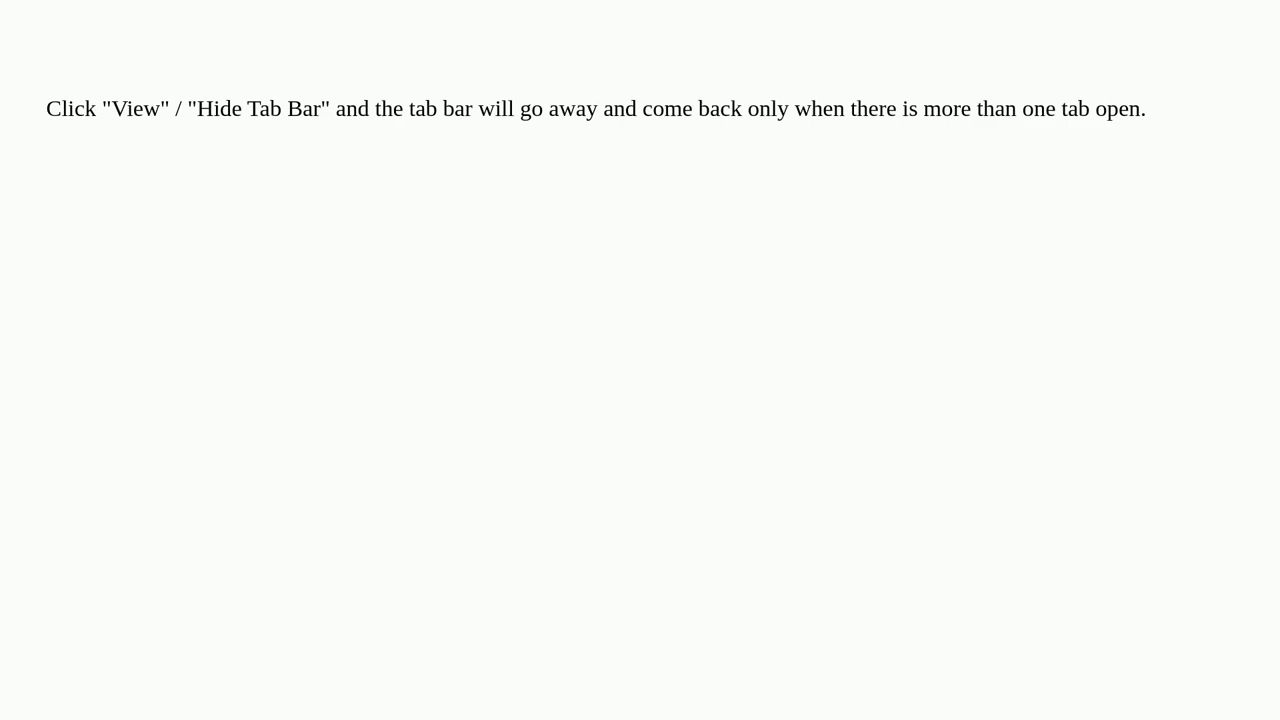 Click "View" / "Hide Tab Bar" and the tab bar will go away and come back only when there is more than one tab open.